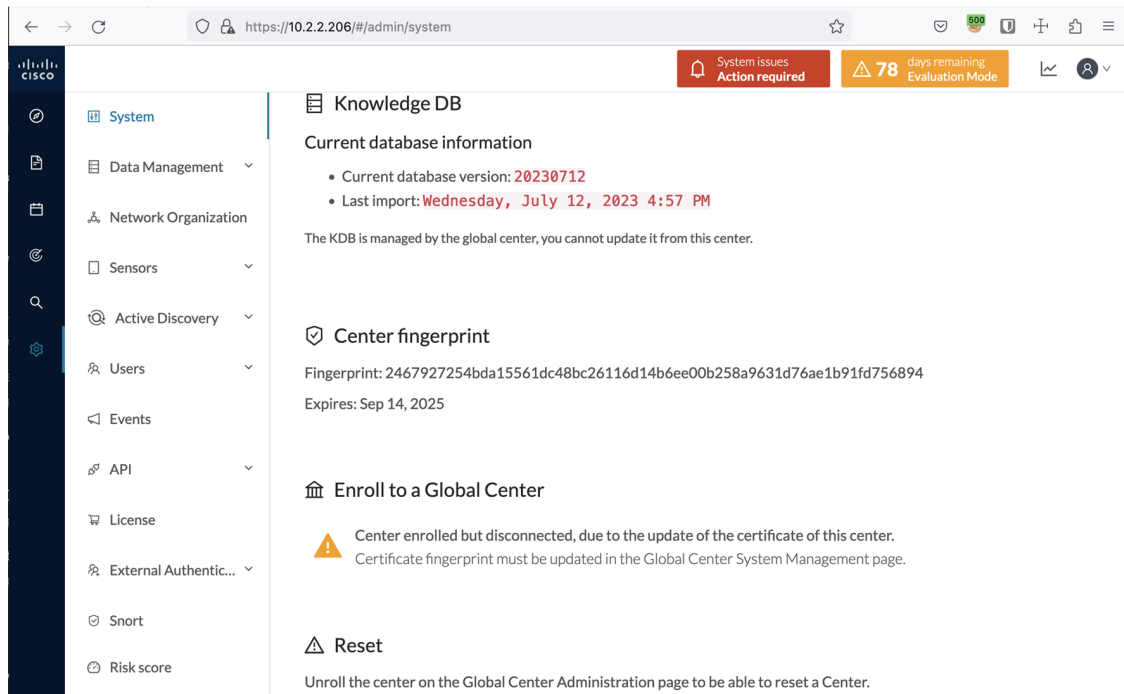 https://10.2.2.206/#/admin/system
500
CISCO
System issues
Action required
78
days remaining
Evaluation Mode
System
Data Management
Network Organization
Sensors
Active Discovery
Users
Events
API
License
External Authentic...
Snort
Risk score
Knowledge DB
Current database information
Current database version: 20230712
Last import: Wednesday, July 12, 2023 4:57 PM
The KDB is managed by the global center, you cannot update it from this center.
Center fingerprint
Fingerprint: 2467927254bda15561dc48bc26116d14b6ee00b258a9631d76ae1b91fd756894
Expires: Sep 14, 2025
Enroll to a Global Center
Center enrolled but disconnected, due to the update of the certificate of this center.
Certificate fingerprint must be updated in the Global Center System Management page.
Reset
Unroll the center on the Global Center Administration page to be able to reset a Center.